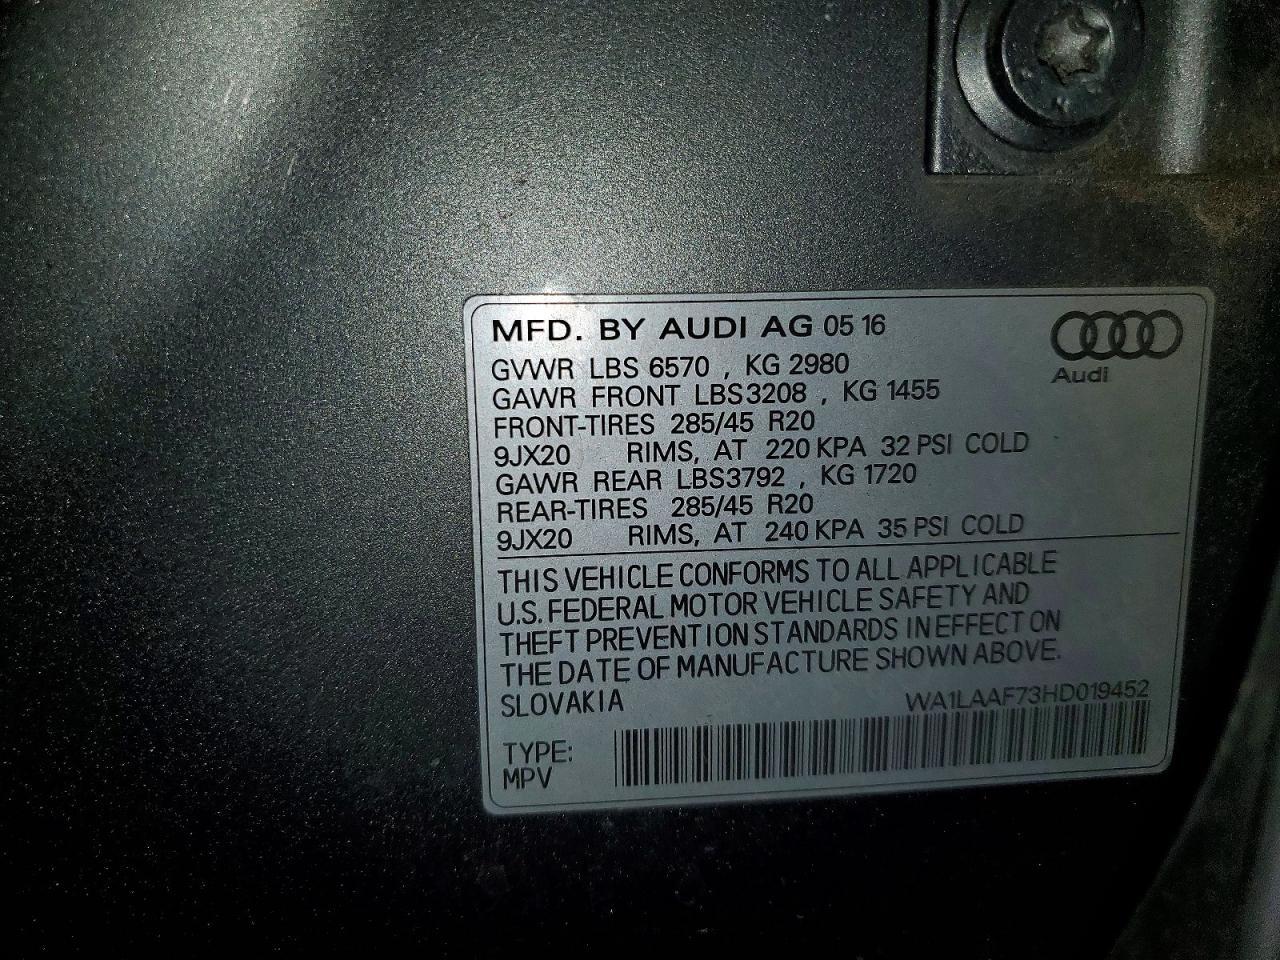 MFD. BY AUDI AG 05 16
Audi
GVWR LBS 6570 , KG 2980
GAWR FRONT LBS3208 , KG 1455
FRONT-TIRES 285/45 R20
9JX20 RIMS, AT 220 KPA 32 PSI COLD
GAWR REAR LBS3792 , KG 1720
REAR-TIRES 285/45 R20
9JX20 RIMS, AT 240 KPA 35 PSI COLD
THIS VEHICLE CONFORMS TO ALL APPLICABLE
U.S. FEDERAL MOTOR VEHICLE SAFETY AND
THEFT PREVENTION STANDARDS IN EFFECT ON
THE DATE OF MANUFACTURE SHOWN ABOVE.
SLOVAKIA WA1LAAF73HD019452
TYPE:
MPV